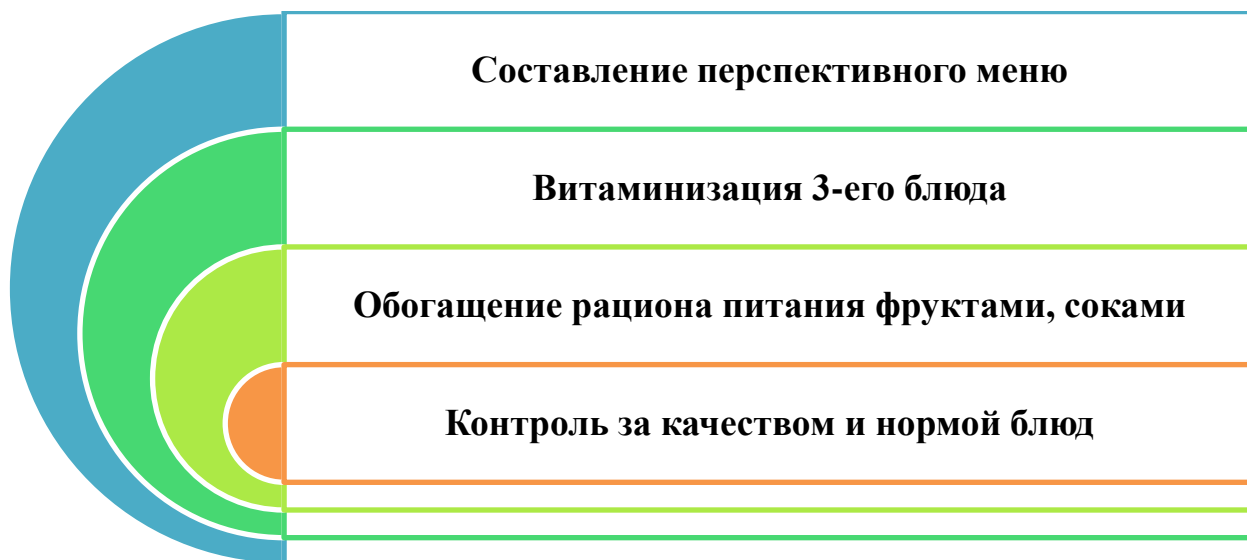 Составление перспективного меню
Витаминизация 3-его блюда
Обогащение рациона питания фруктами, соками
Контроль за качеством и нормой блюд